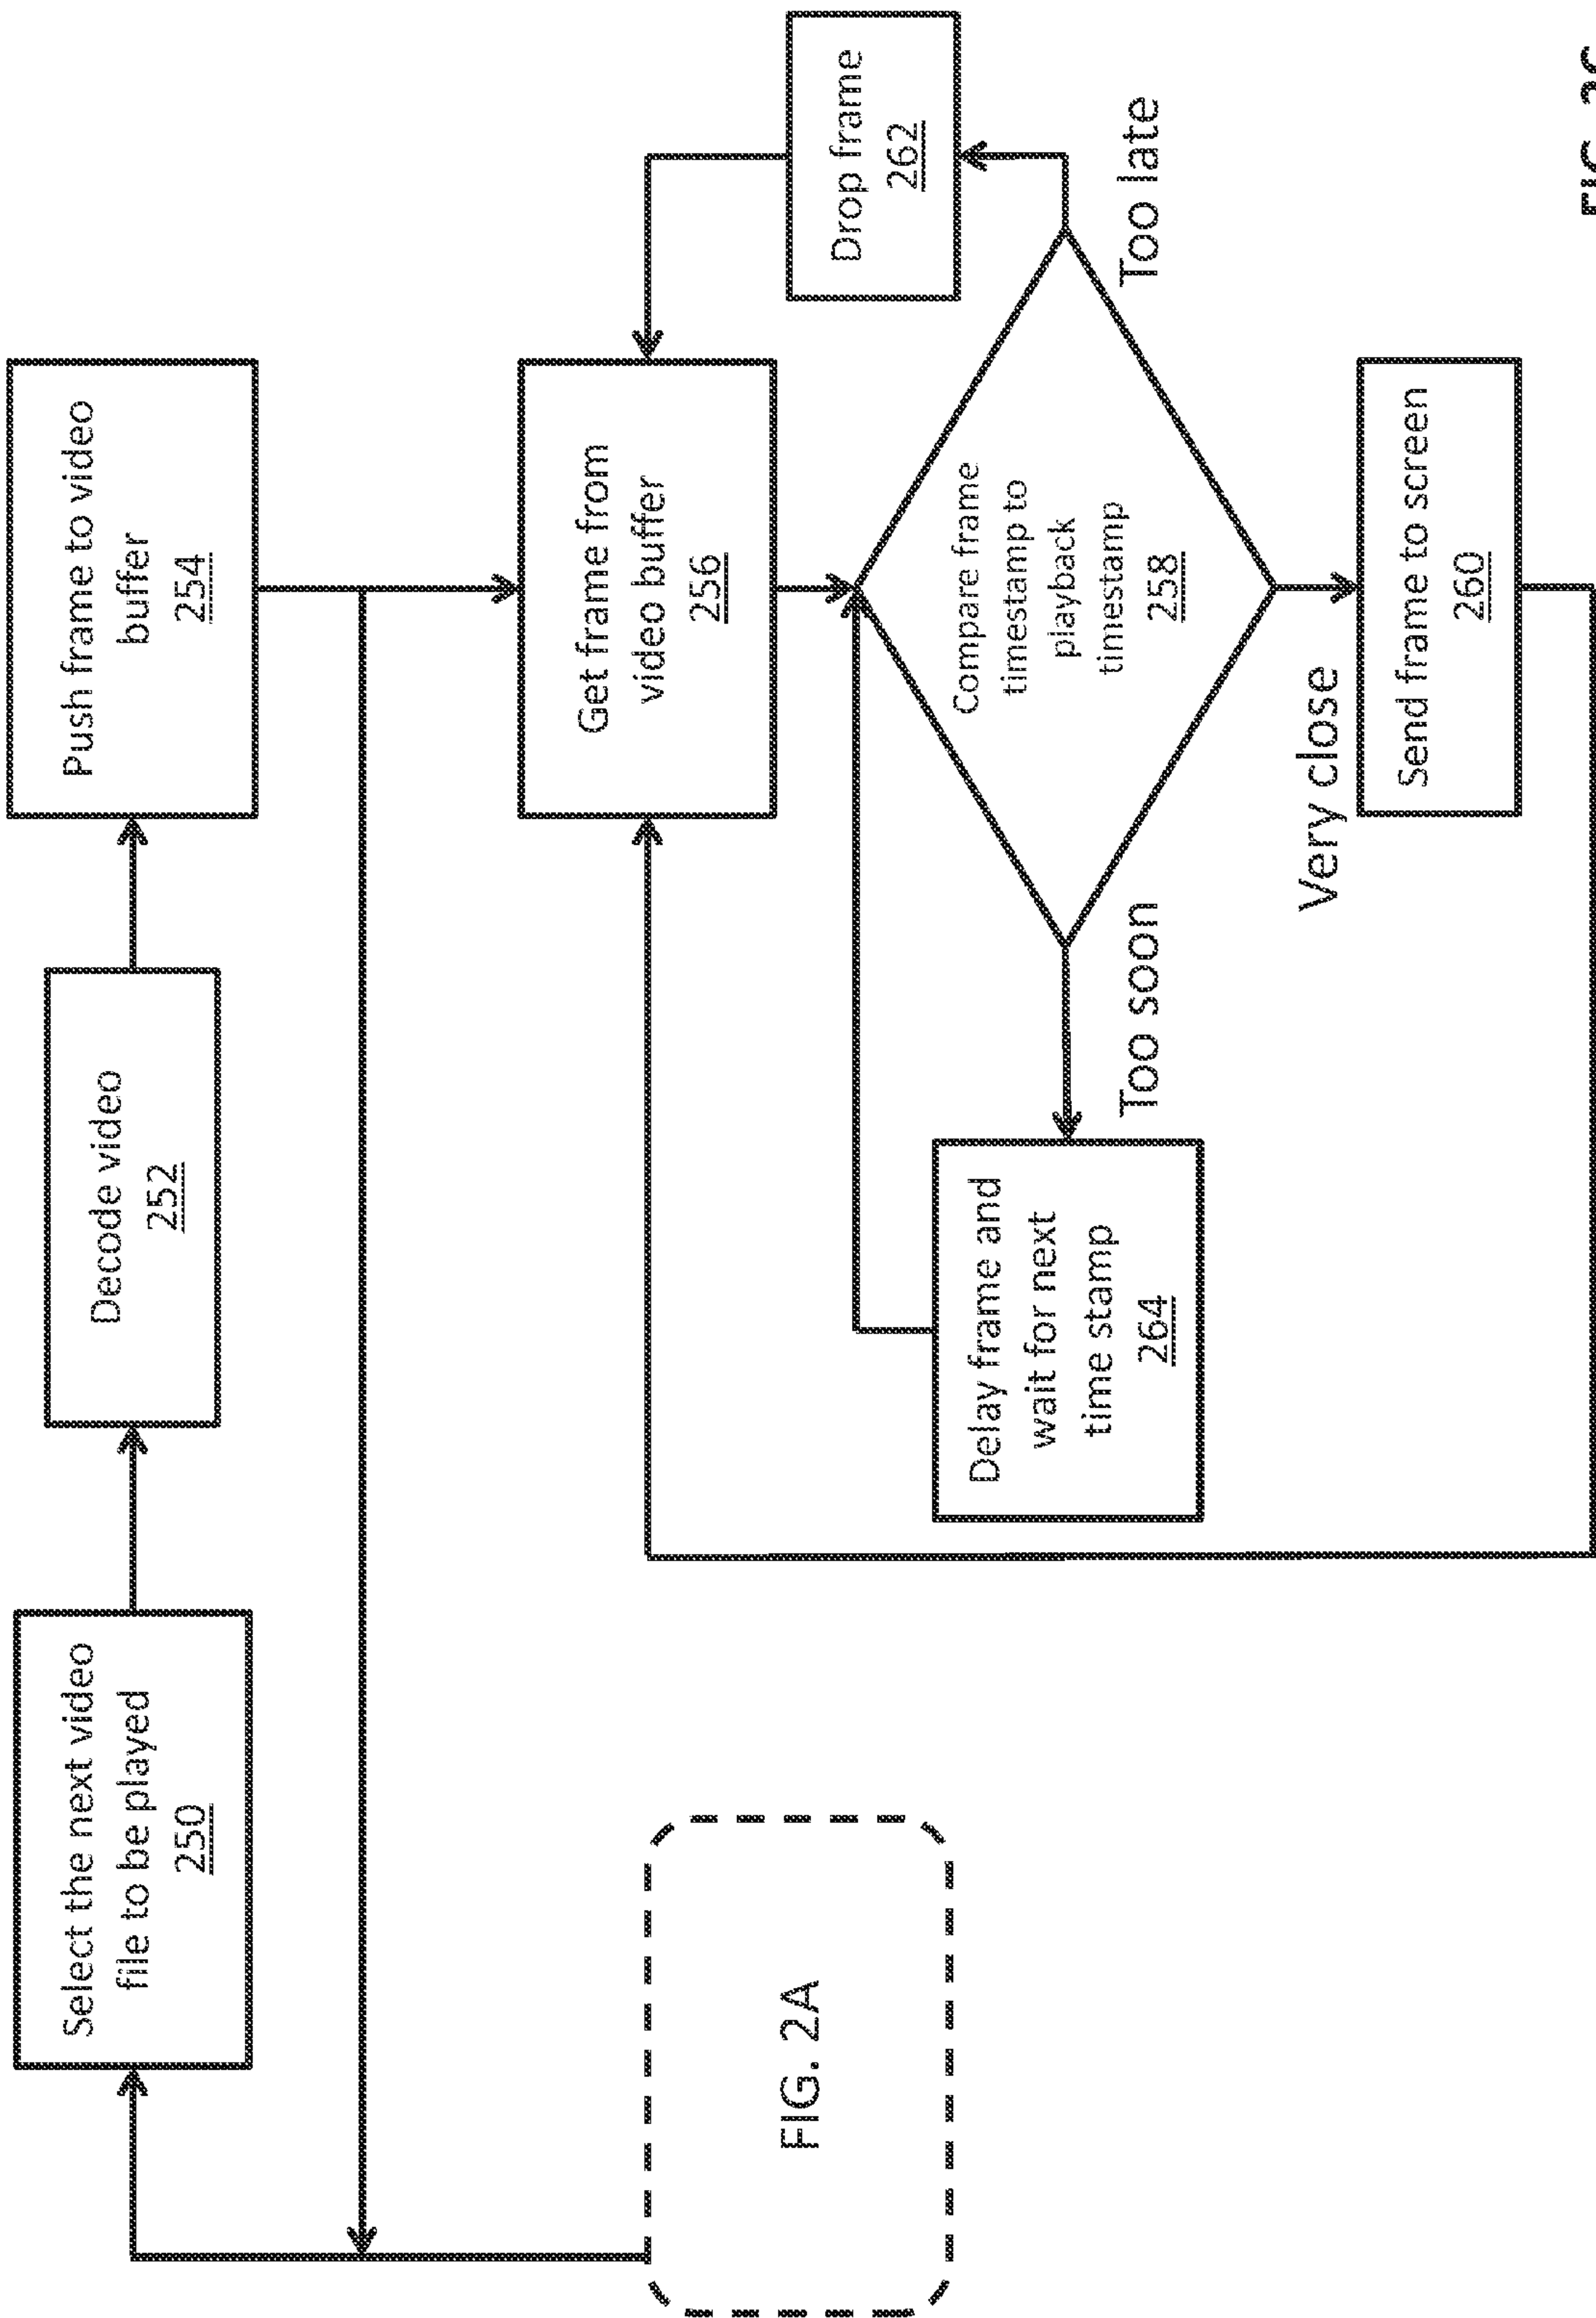 Select the next video
file to be played
250
Decode video
252
Push frame to video
buffer
254
Get frame from
video buffer
256
FIG. 2A
Delay frame and
wait for next
time stamp
264
Too soon
Compare frame
timestamp to
playback
timestamp
258
Drop frame
262
Too late
Very close
Send frame to screen
260